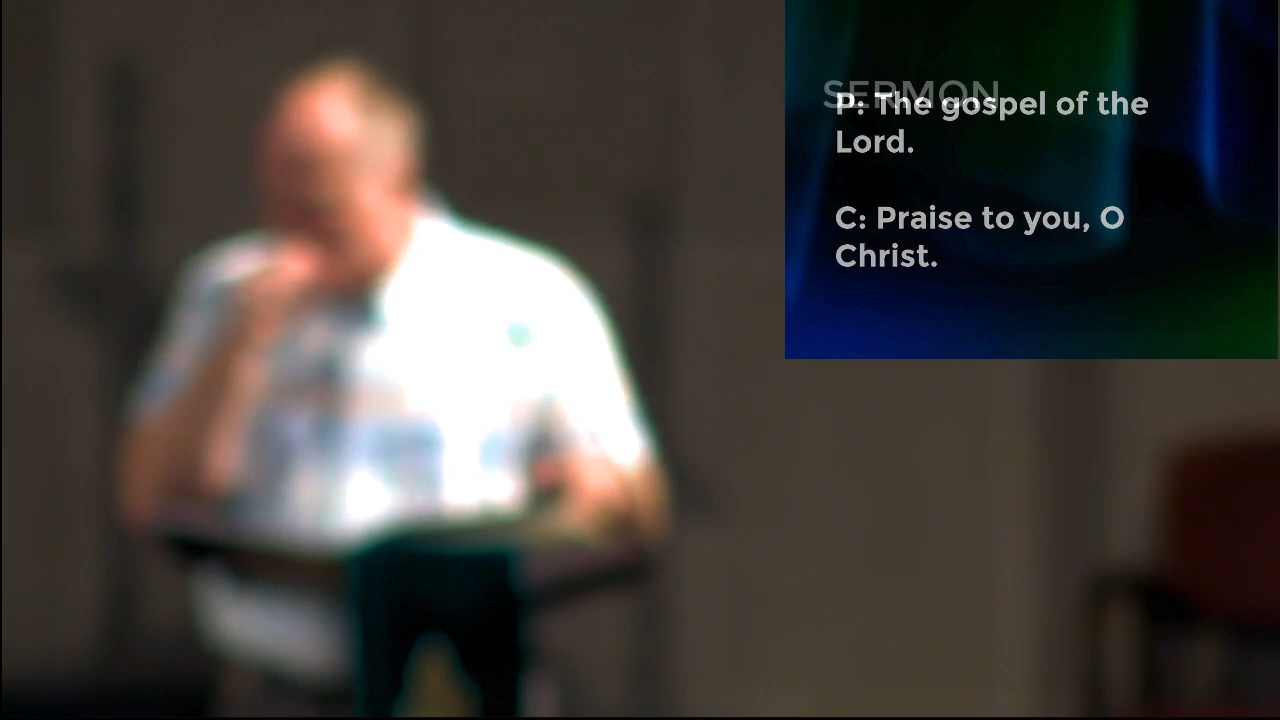 SERMON
P: The gospel of the
Lord.
C: Praise to you, O
Christ.